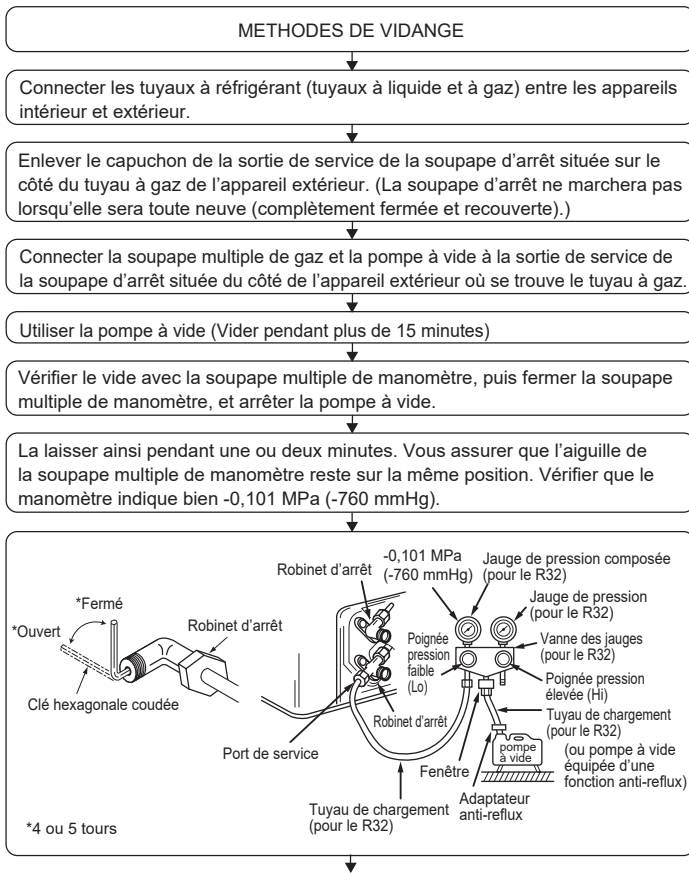 METHODES DE VIDANGE
Connecter les tuyaux à réfrigérant (tuyaux à liquide et à gaz) entre les appareils
intérieur et extérieur.
Enlever le capuchon de la sortie de service de la soupape d'arrêt située sur le
côté du tuyau à gaz de l'appareil extérieur. (La soupape d'arrêt ne marchera pas
lorsqu'elle sera toute neuve (complètement fermée et recouverte).)
Connecter la soupape multiple de gaz et la pompe à vide à la sortie de service de
la soupape d'arrêt située du côté de l'appareil extérieur où se trouve le tuyau à gaz.
Utiliser la pompe à vide (Vider pendant plus de 15 minutes)
Vérifier le vide avec la soupape multiple de manomètre, puis fermer la soupape
multiple de manomètre, et arrêter la pompe à vide.
La laisser ainsi pendant une ou deux minutes. Vous assurer que l'aiguille de
la soupape multiple de manomètre reste sur la même position. Vérifier que le
manomètre indique bien -0,101 MPa (-760 mmHg).
*Fermé
*Ouvert
Robinet d'arrêt
Clé hexagonale coudée
*4 ou 5 tours
Robinet d'arrêt
-0,101 MPa
(-760 mmHg)
Jauge de pression composée
(pour le R32)
Jauge de pression
(pour le R32)
Poignée
pression
faible
(Lo)
Vanne des jauges
(pour le R32)
Poignée pression
élevée (Hi)
Robinet d'arrêt
Port de service
Tuyau de chargement
(pour le R32)
pompe
à vide
(ou pompe à vide
équipée d'une
fonction anti-reflux)
Fenêtre
Adaptateur
anti-reflux
Tuyau de chargement
(pour le R32)